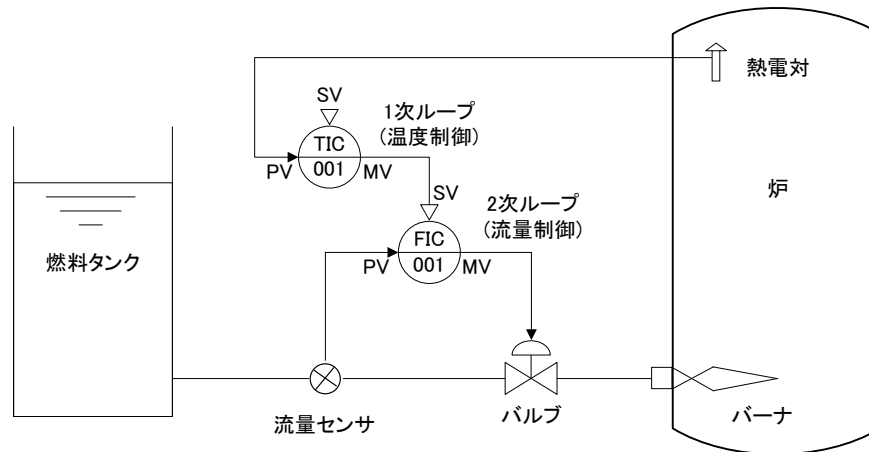 熱電対
SV
1次ループ
(温度制御)
TIC
001
PV
MV
SV
炉
2次ループ
(流量制御)
FIC
001
PV
MV
燃料タンク
流量センサ
バルブ
バーナ